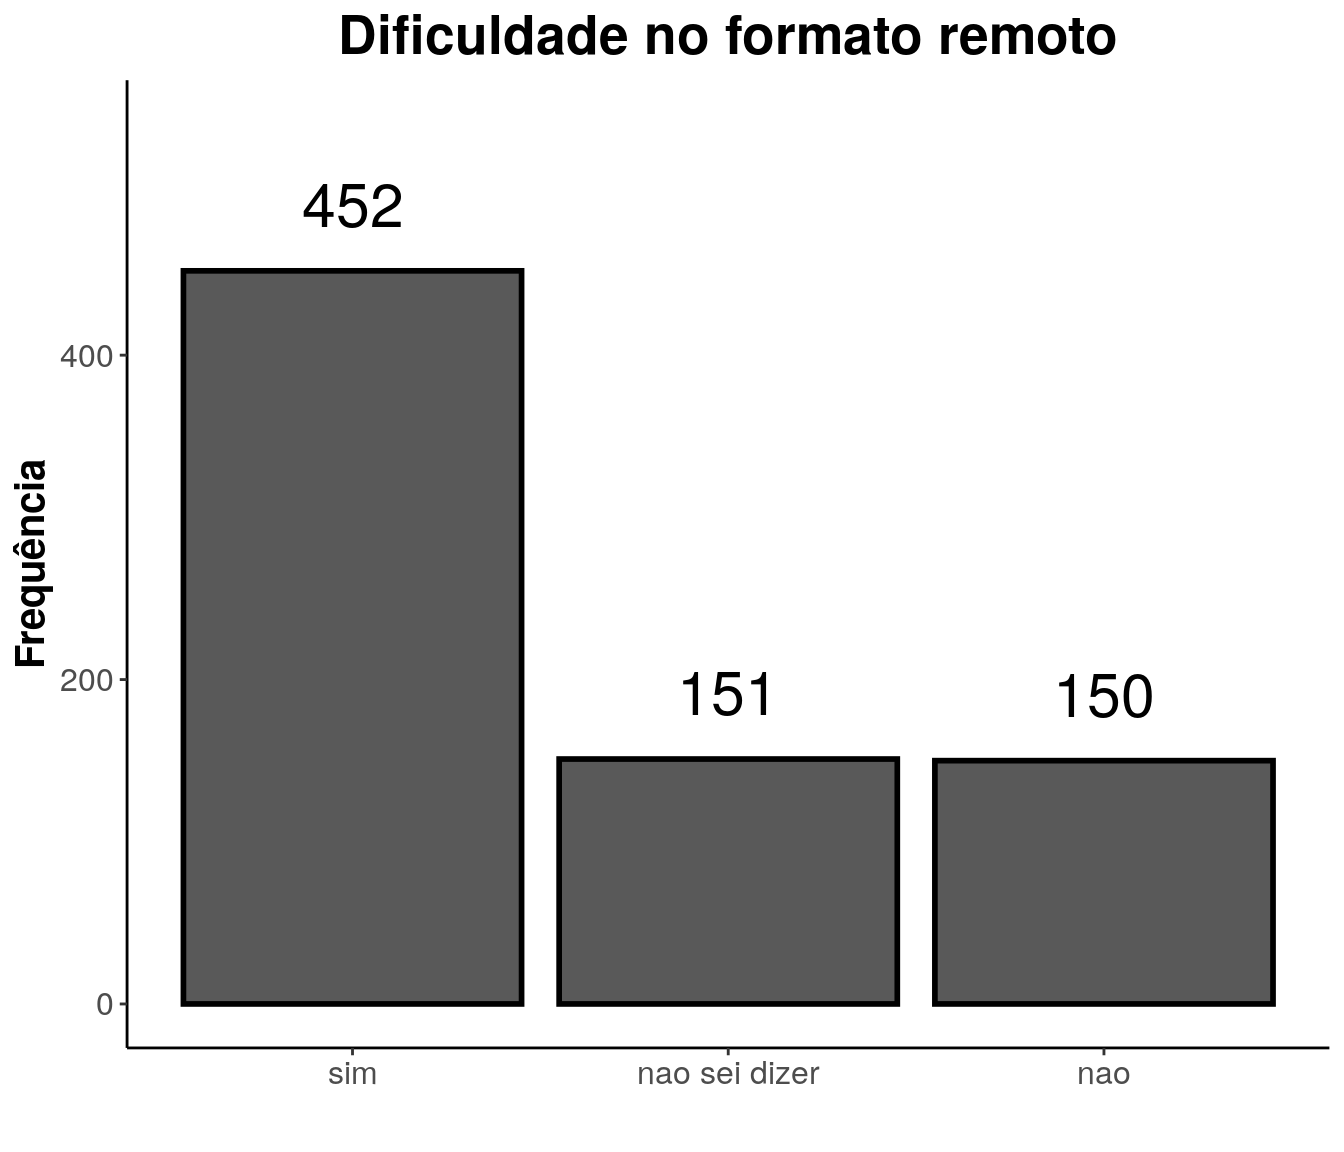 Dificuldade no formato remoto
452
400
Frequência
200
151
150
0
sim
nao sei dizer
nao